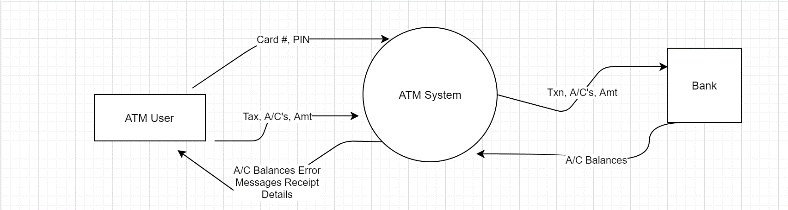 Card #, PIN
ATM User
Tax, A/C's, Amt
A/C Balances Error
Messages Receipt
Details
ATM System
Txn, A/C's, Amt
A/C Balances
Bank